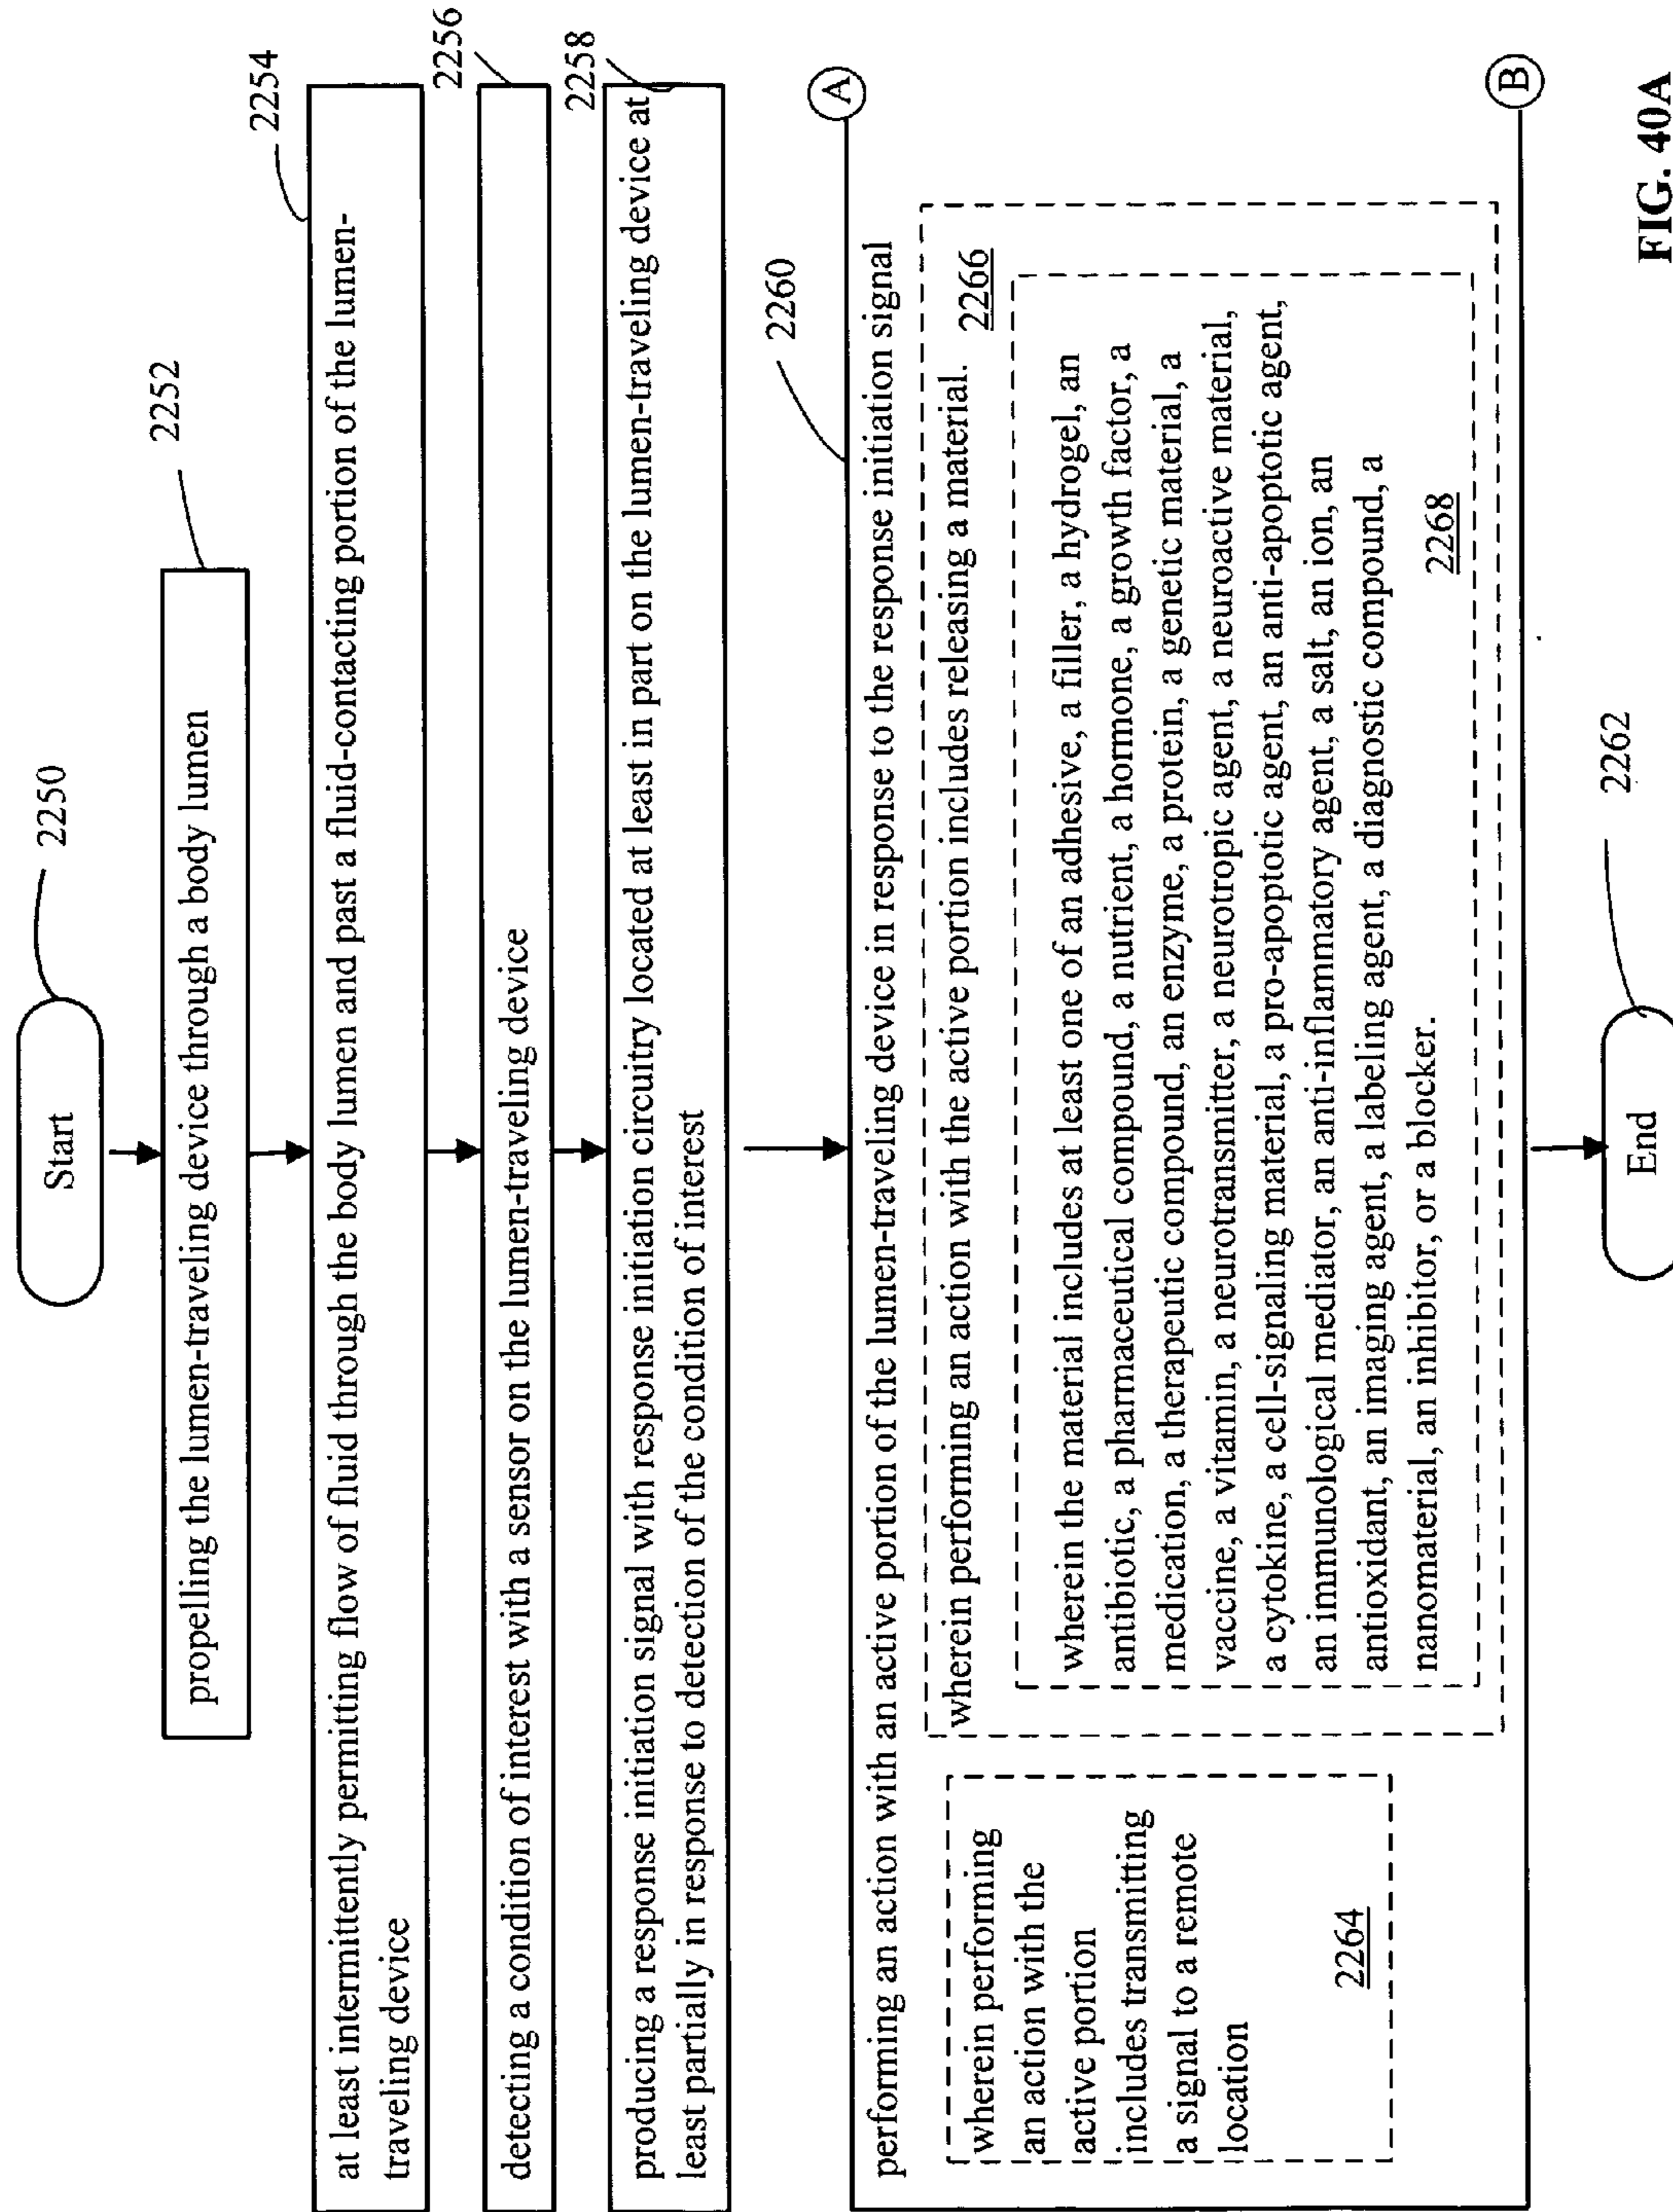 Start
2250
propelling the lumen-traveling device through a body lumen
2252
at least intermittently permitting flow of fluid through the body lumen and past a fluid-contacting portion of the lumen-
traveling device
2254
detecting a condition of interest with a sensor on the lumen-traveling device
2256
producing a response initiation signal with response initiation circuitry located at least in part on the lumen-traveling device at
least partially in response to detection of the condition of interest
2258
2260
A
performing an action with an active portion of the lumen-traveling device in response to the response initiation signal
wherein performing
an action with the
active portion
includes transmitting
a signal to a remote
location
2264
wherein performing an action with the active portion includes releasing a material.
2266
wherein the material includes at least one of an adhesive, a filler, a hydrogel, an
antibiotic, a pharmaceutical compound, a nutrient, a hormone, a growth factor, a
medication, a therapeutic compound, an enzyme, a protein, a genetic material, a
vaccine, a vitamin, a neurotransmitter, a neurotropic agent, a neuroactive material,
a cytokine, a cell-signaling material, a pro-apoptotic agent, an anti-apoptotic agent,
an immunological mediator, an anti-inflammatory agent, a salt, an ion, an
antioxidant, an imaging agent, a labeling agent, a diagnostic compound, a
nanomaterial, an inhibitor, or a blocker.
2268
B
End
2262
FIG. 40A